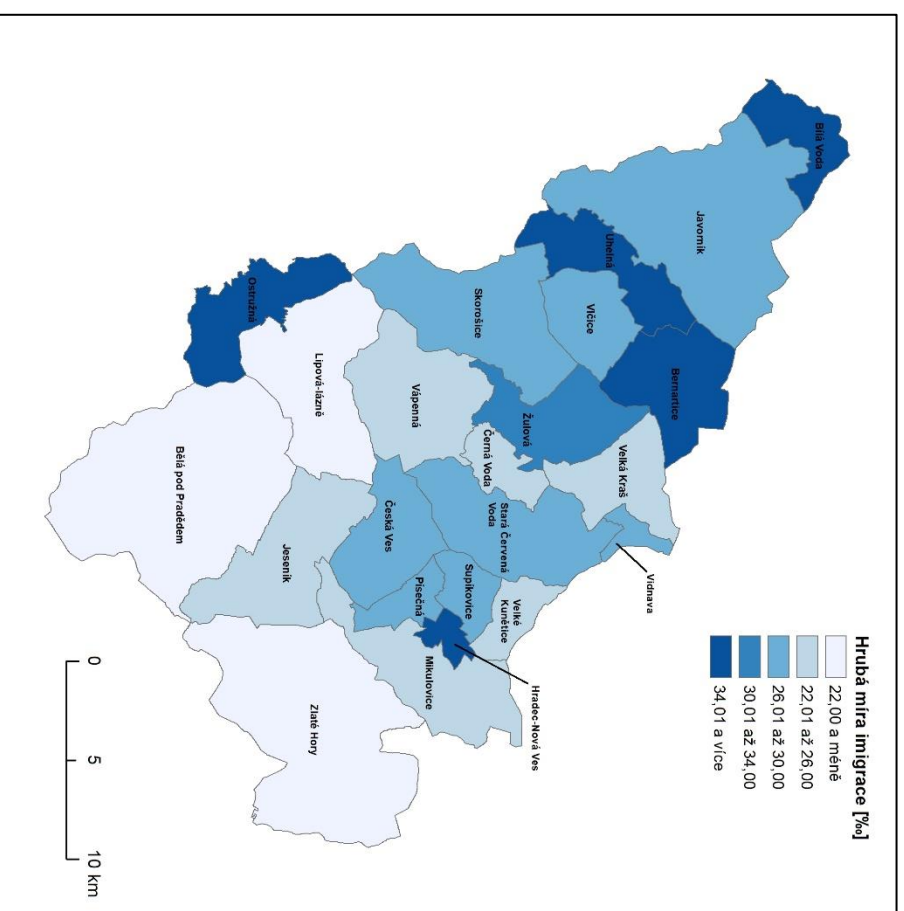 Hrubá míra imigrace [‰]
22,00 a méně
22,01 až 26,00
26,01 až 30,00
30,01 až 34,00
34,01 a více
Bílá Voda
Javorník
Uhelná
Vlčice
Bernartice
Skorošice
Žulová
Velká Kraš
Vidnava
Černá Voda
Stará Červená
Voda
Vápenná
Ostružná
Lipová-lázně
Česká Ves
Supíkovice
Velké
Kunětice
Písečná
Hradec-Nová Ves
Mikulovice
Jeseník
Bělá pod Pradědem
Zlaté Hory
0
5
10 km